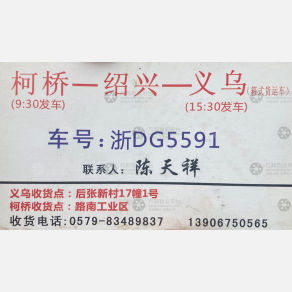 柯桥—绍兴—义乌(箱式货运车)
(9:30发车) (15:30发车)
车号：浙DG5591
联系人：陈天祥
义乌收货点：后张新村17幢1号
柯桥收货点：路南工业区
收货电话：0579-83489837 13906750565